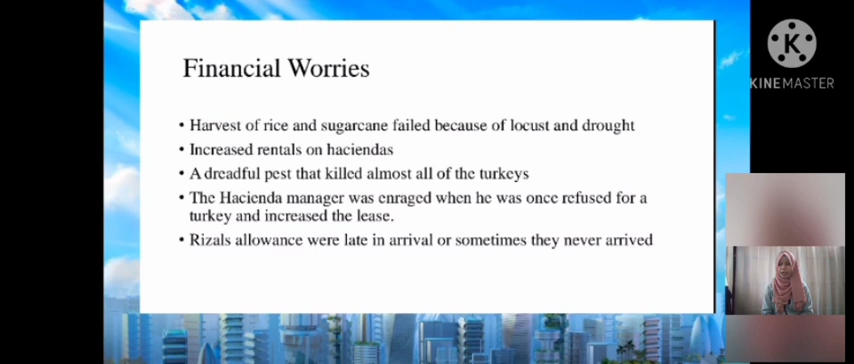 Financial Worries
• Harvest of rice and sugarcane failed because of locust and drought
• Increased rentals on haciendas
• A dreadful pest that killed almost all of the turkeys
• The Hacienda manager was enraged when he was once refused for a
turkey and increased the lease.
• Rizals allowance were late in arrival or sometimes they never arrived
K
KINEMASTER